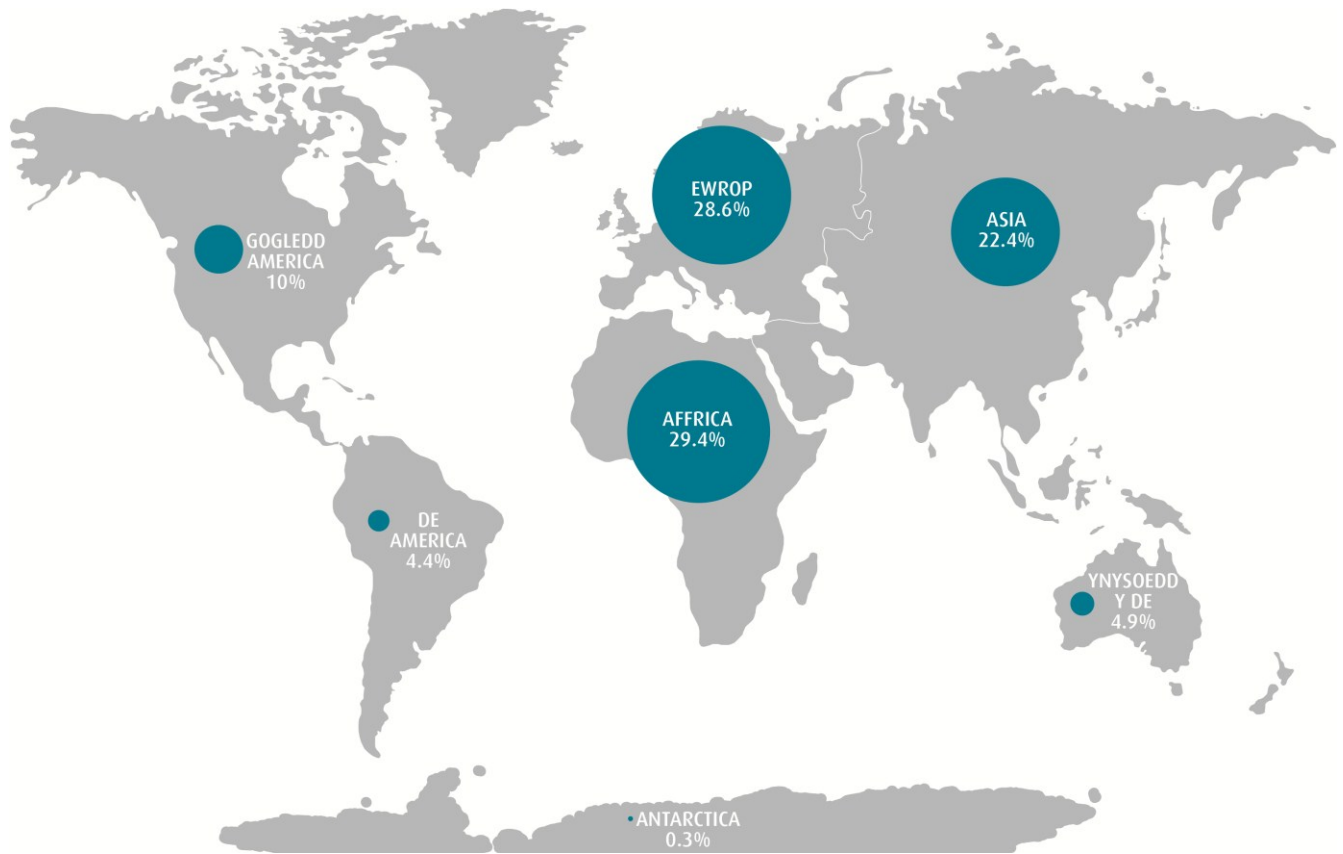 EWROP
28.6%
ASIA
22.4%
GOGLEDD
AMERICA
10%
AFFRICA
29.4%
DE
AMERICA
4.4%
YNYSOEDD
Y DE
4.9%
ANTARCTICA
0.3%